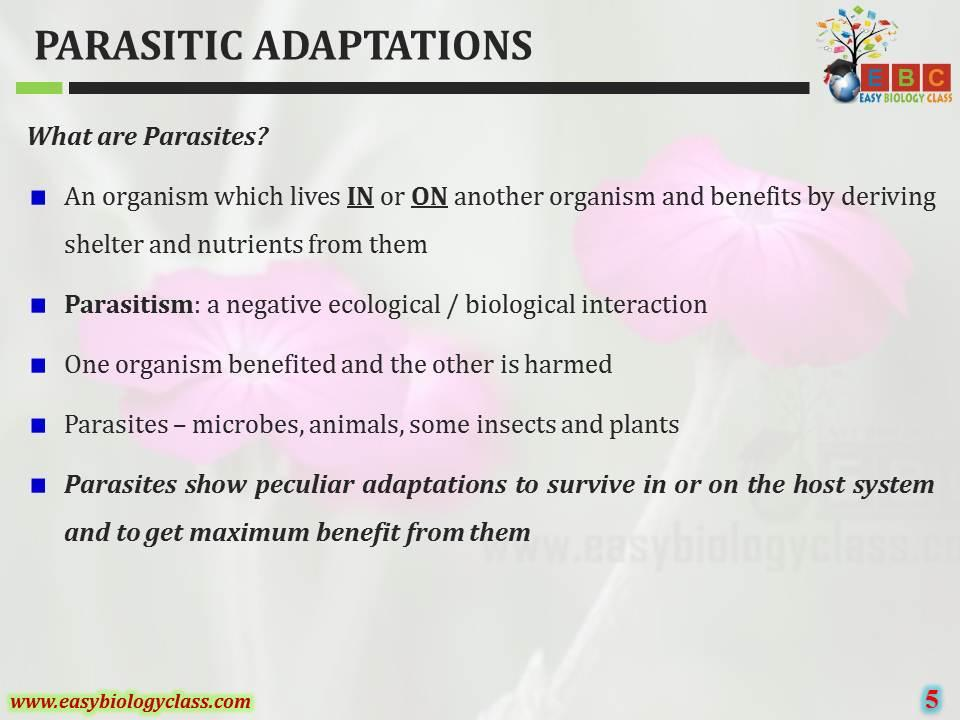 PARASITIC ADAPTATIONS
E B C
EASY BIOLOGY CLASS
What are Parasites?
An organism which lives IN or ON another organism and benefits by deriving
shelter and nutrients from them
Parasitism: a negative ecological / biological interaction
One organism benefited and the other is harmed
Parasites – microbes, animals, some insects and plants
Parasites show peculiar adaptations to survive in or on the host system
and to get maximum benefit from them
www.easybiologyclass.co
www.easybiologyclass.com
5